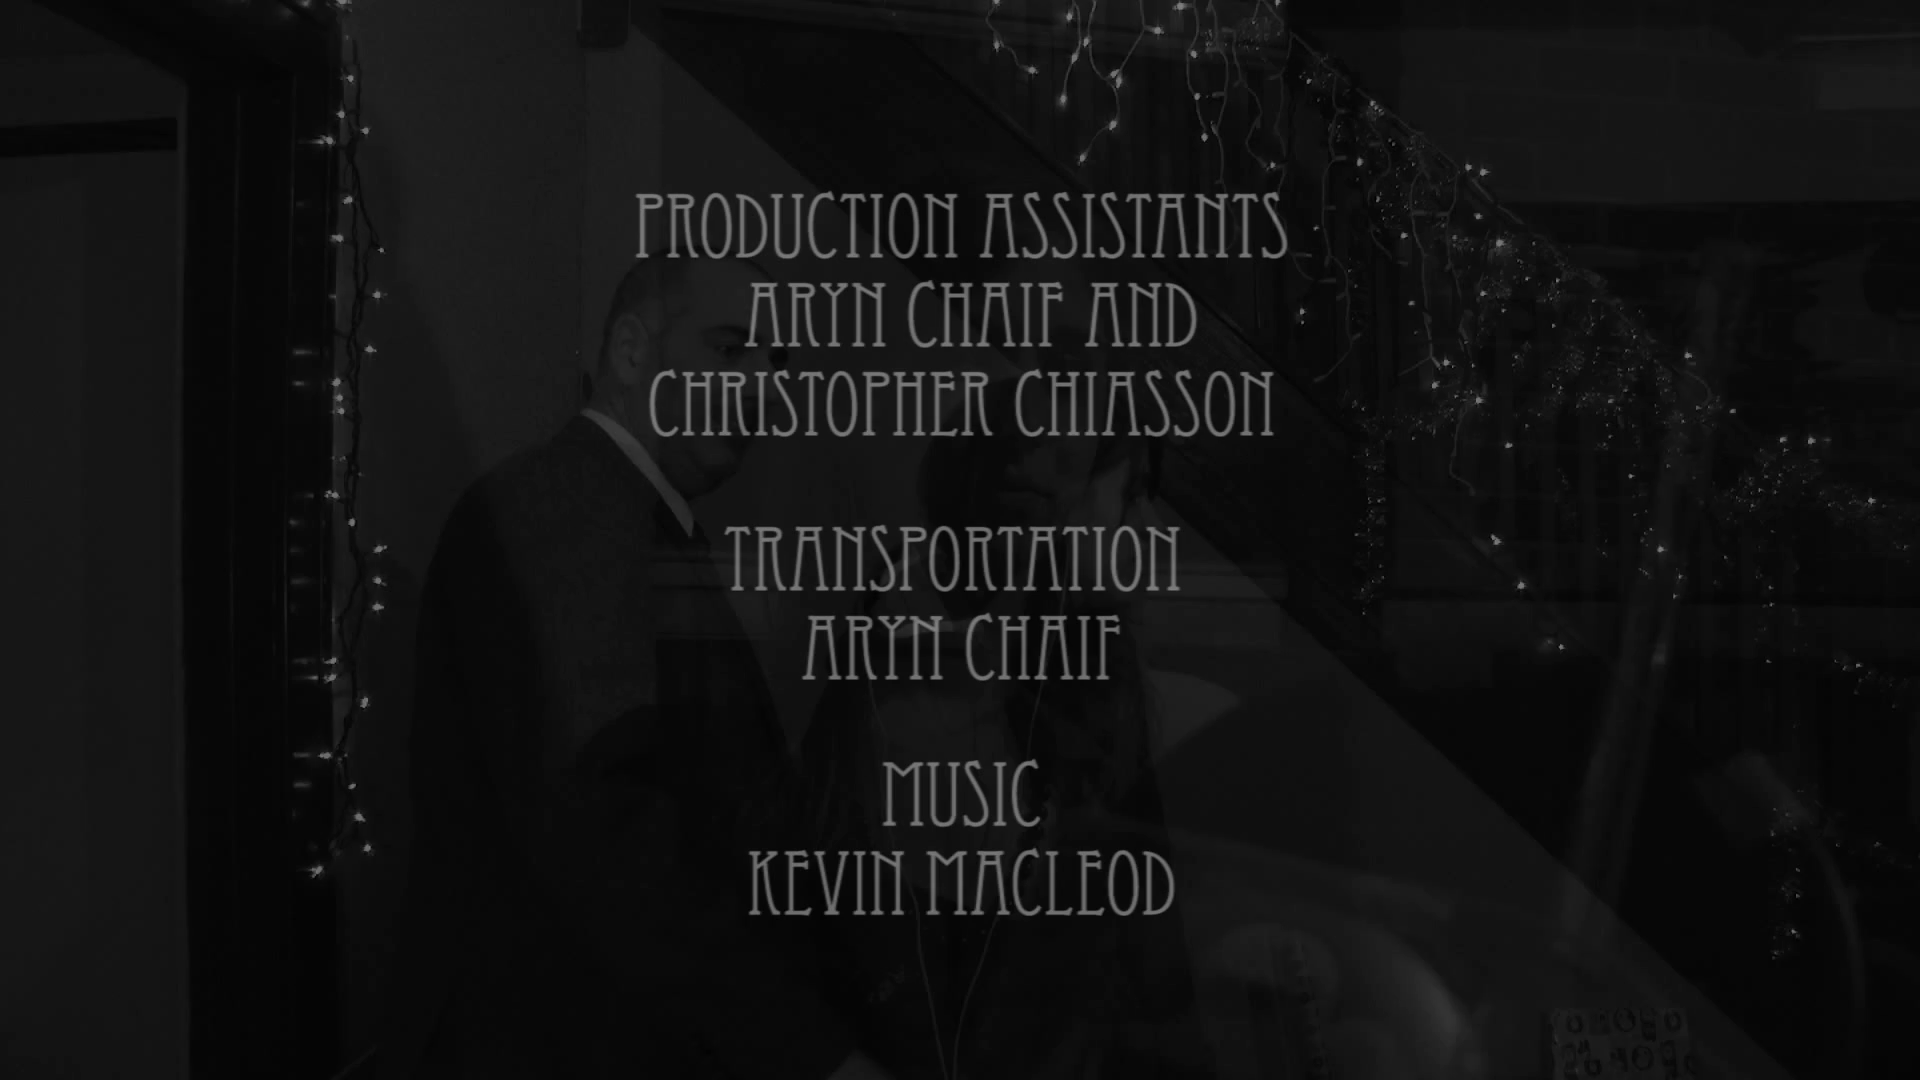 PRODUCTION ASSISTANTS
ARYN CHAIF AND
CHRISTOPHER CHIASSON
TRANSPORTATION
ARYN CHAIF
MUSIC
KEVIN MACLEOD